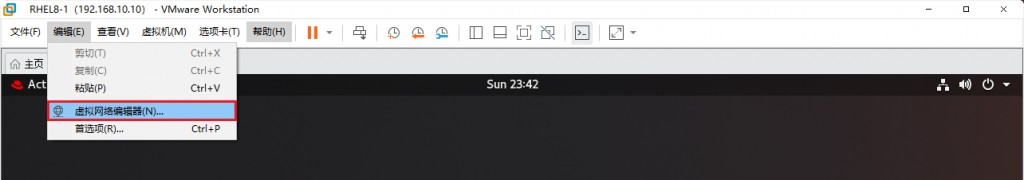 RHEL8-1 (192.168.10.10) - VMware Workstation
文件(F) 编辑(E) 查看(V) 虚拟机(M) 选项卡(T) 帮助(H)
主页
剪切(T) Ctrl+X
复制(C) Ctrl+C
Act Sun 23:42
粘贴(P) Ctrl+V
虚拟网络编辑器(N)...
首选项(R)... Ctrl+P